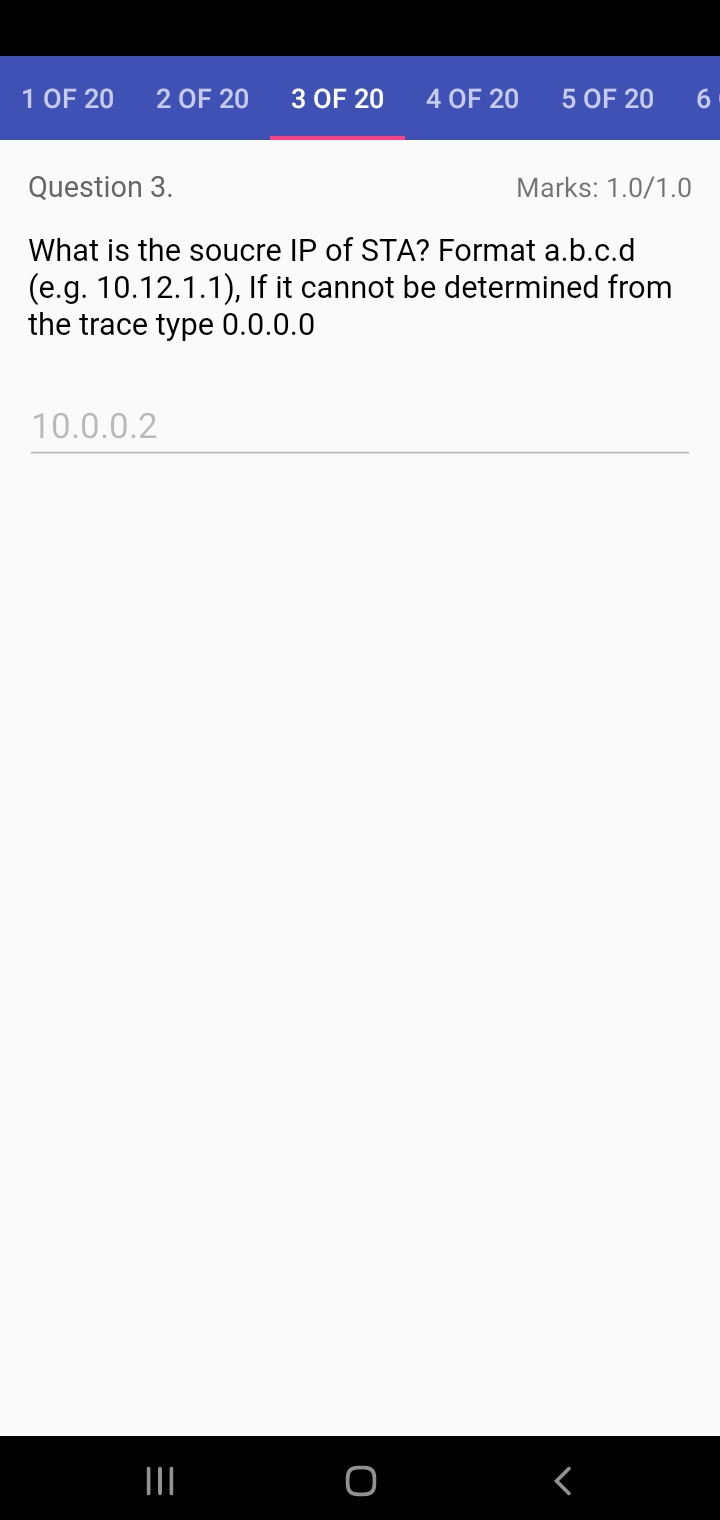 1 OF 20 2 OF 20 3 OF 20 4 OF 20 5 OF 20 6
Question 3. Marks: 1.0/1.0
What is the soucre IP of STA? Format a.b.c.d
(e.g. 10.12.1.1), If it cannot be determined from
the trace type 0.0.0.0
10.0.0.2